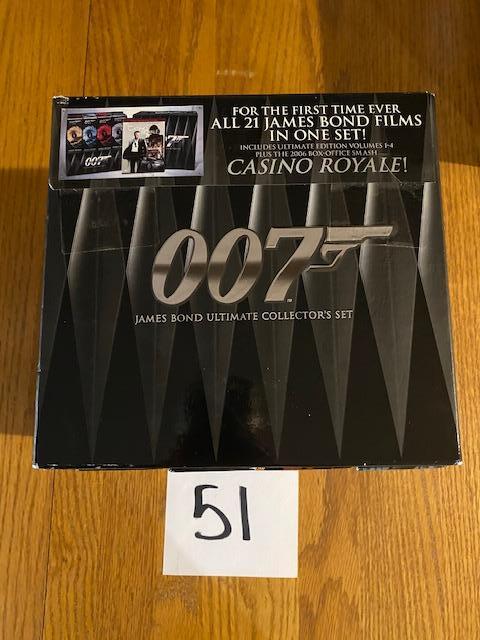 FOR THE FIRST TIME EVER
ALL 21 JAMES BOND FILMS
IN ONE SET!
INCLUDES ULTIMATE EDITION VOLUMES 1-4
PLUS THE 2006 BOX-OFFICE SMASH
CASINO ROYALE!
007
007
JAMES BOND ULTIMATE COLLECTOR'S SET
51